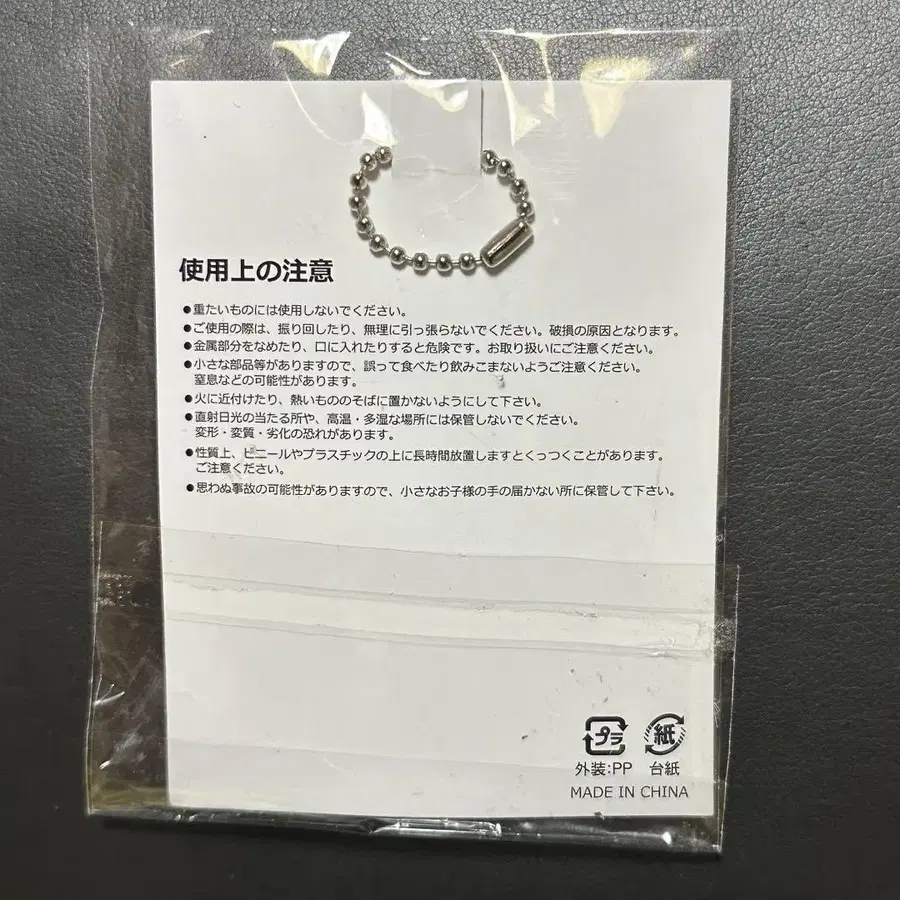 使用上の注意
●重たいものには使用しないでください。
●ご使用の際は、振り回したり、無理に引っ張らないでください。破損の原因となります。
●金属部分をなめたり、口に入れたりすると危険です。お取り扱いにご注意ください。
●小さな部品等がありますので、誤って食べたり飲みこまないようご注意ください。
窒息などの可能性があります。
●火に近付けたり、熱いもののそばに置かないようにして下さい。
●直射日光の当たる所や、高温・多湿な場所には保管しないでください。
変形・変質・劣化の恐れがあります。
●性質上、ビニールやプラスチックの上に長時間放置しますとくっつくことがあります。
ご注意ください。
●思わぬ事故の可能性がありますので、小さなお子様の手の届かない所に保管して下さい。
プラ 紙
外装:PP 台紙
MADE IN CHINA